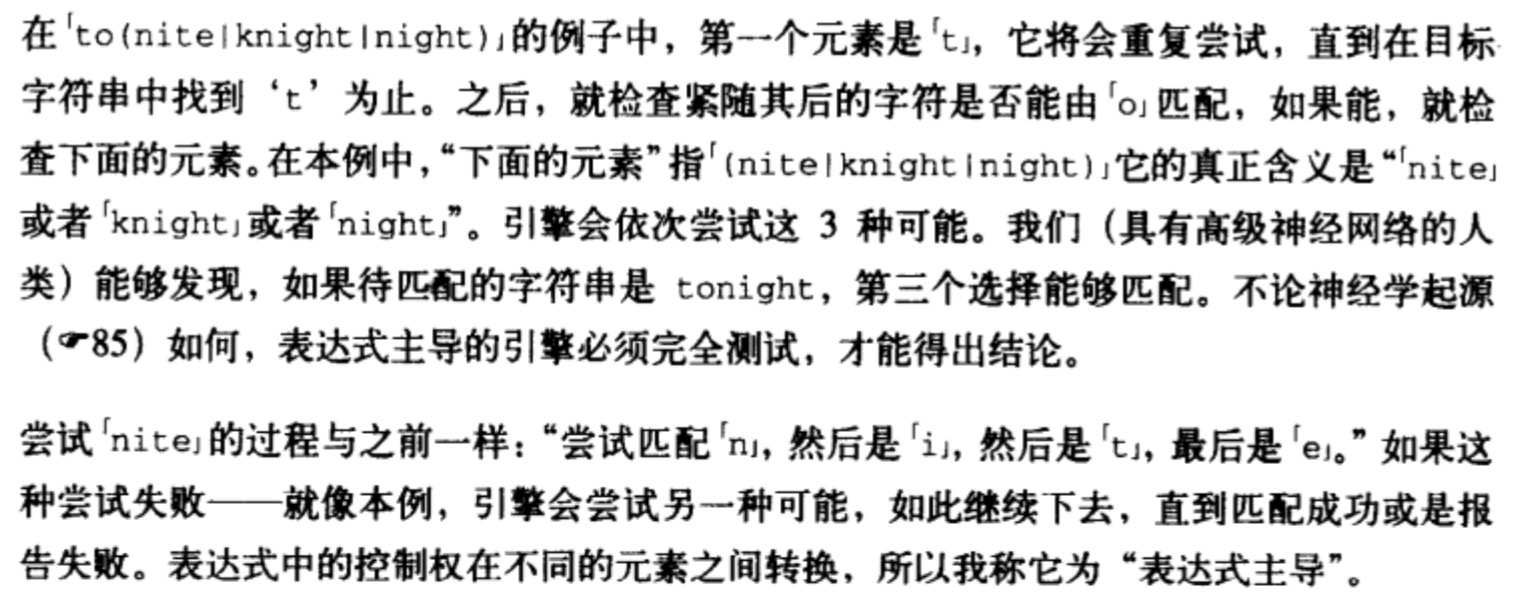 在「to(nite|knight|night)」的例子中，第一个元素是「t」，它将会重复尝试，直到在目标
字符串中找到‘t’为止。之后，就检查紧随其后的字符是否能由「o」匹配，如果能，就检
查下面的元素。在本例中，“下面的元素”指「(nite|knight|night)」它的真正含义是“「nite」
或者「knight」或者「night」”。引擎会依次尝试这 3 种可能。我们（具有高级神经网络的人
类）能够发现，如果待匹配的字符串是 tonight，第三个选择能够匹配。不论神经学起源
（☞85）如何，表达式主导的引擎必须完全测试，才能得出结论。
尝试「nite」的过程与之前一样：“尝试匹配「n」，然后是「i」，然后是「t」，最后是「e」。”如果这
种尝试失败——就像本例，引擎会尝试另一种可能，如此继续下去，直到匹配成功或是报
告失败。表达式中的控制权在不同的元素之间转换，所以我称它为“表达式主导”。